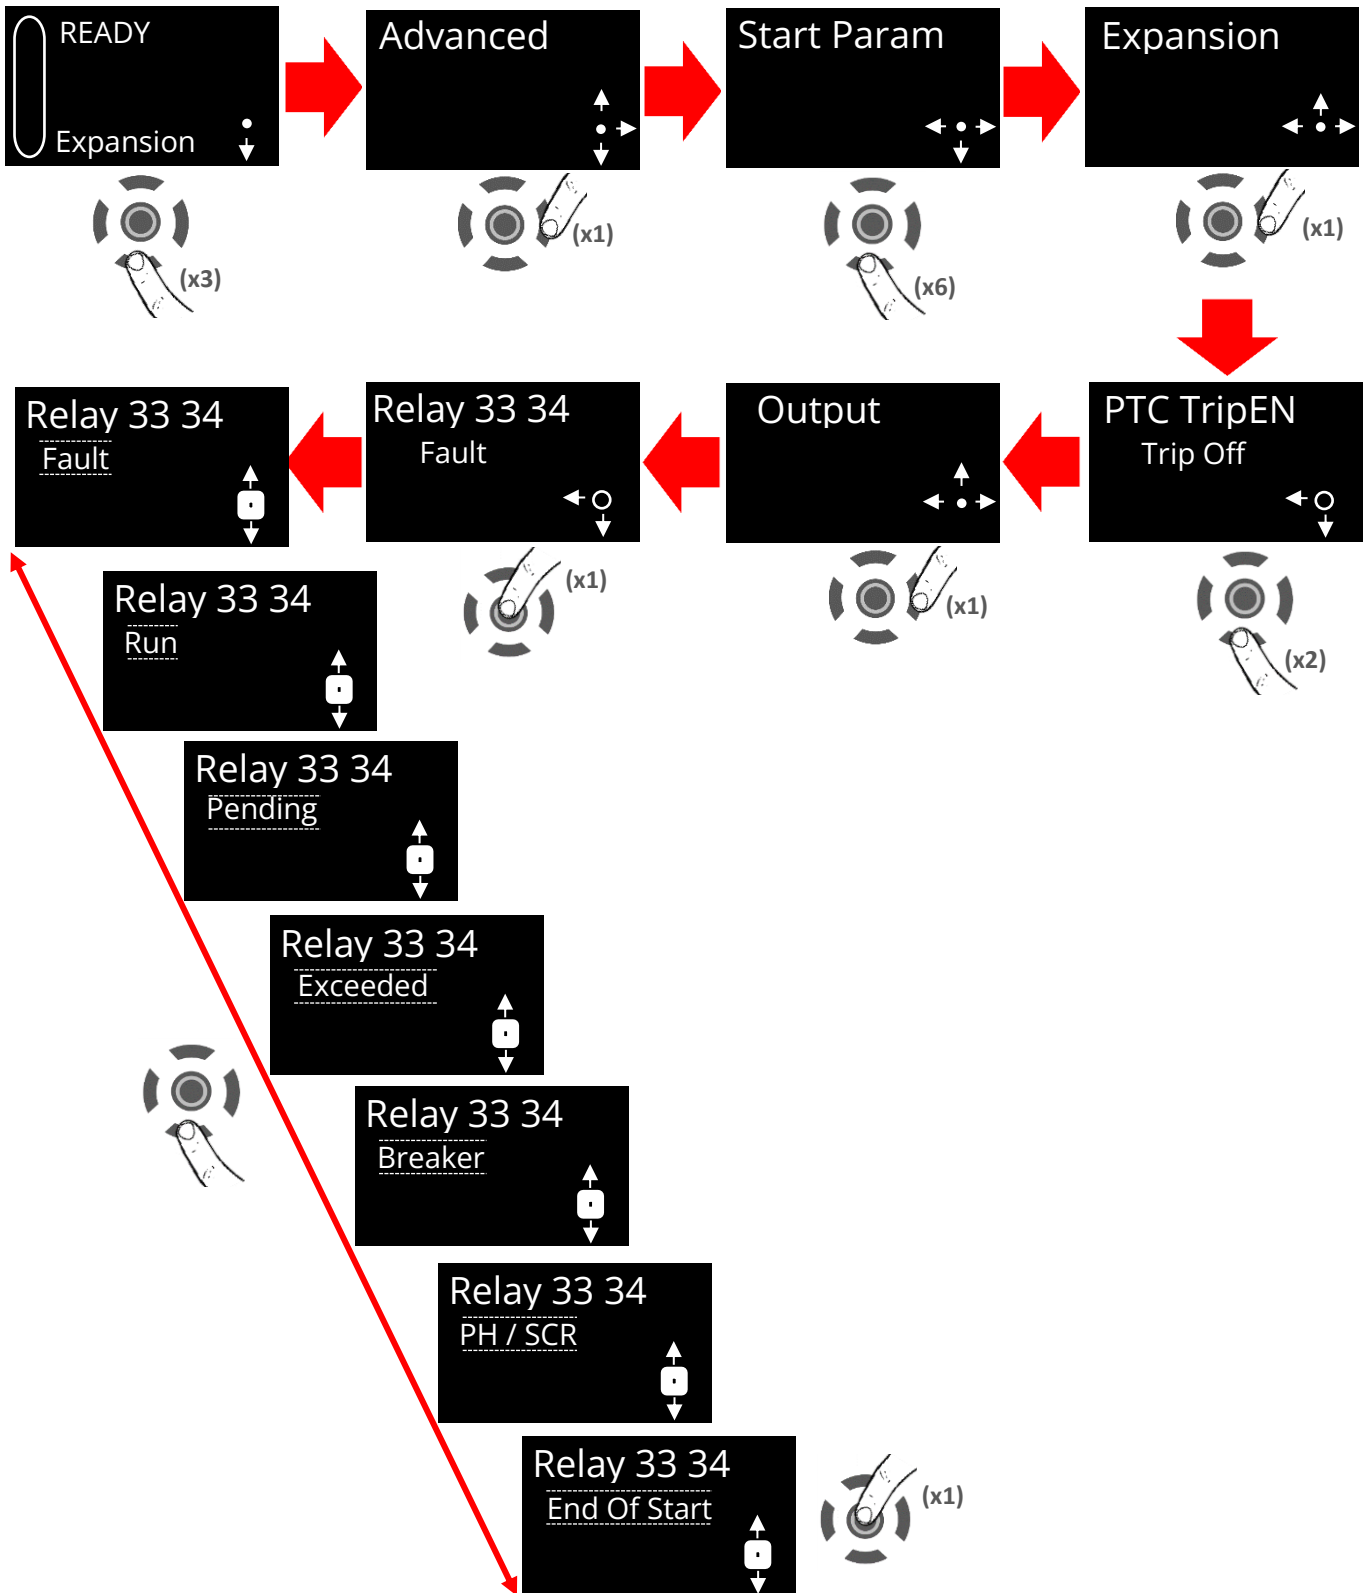 READY
Expansion
(x3)
Advanced
(x1)
Start Param
(x6)
Expansion
(x1)
PTC TripEN
Trip Off
(x2)
Output
(x1)
Relay 33 34
Fault
(x1)
Relay 33 34
Fault
Relay 33 34
Run
Relay 33 34
Pending
Relay 33 34
Exceeded
Relay 33 34
Breaker
Relay 33 34
PH / SCR
Relay 33 34
End Of Start
(x1)